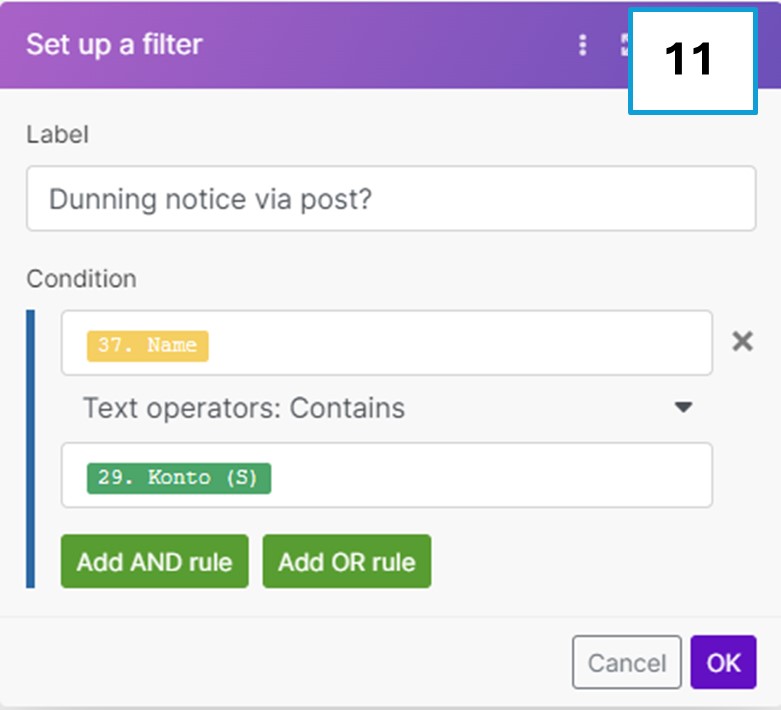 Set up a filter
11
Label
Dunning notice via post?
Condition
37. Name
Text operators: Contains
29. Konto (S)
Add AND rule Add OR rule
Cancel OK